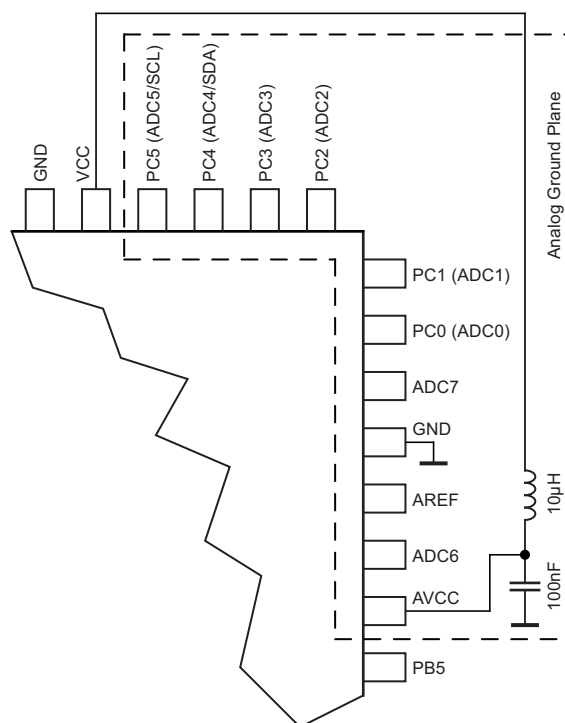 GND
VCC
PC5 (ADC5/SCL)
PC4 (ADC4/SDA)
PC3 (ADC3)
PC2 (ADC2)
Analog Ground Plane
PC1 (ADC1)
PC0 (ADC0)
ADC7
GND
AREF
10μH
ADC6
AVCC
100nF
PB5